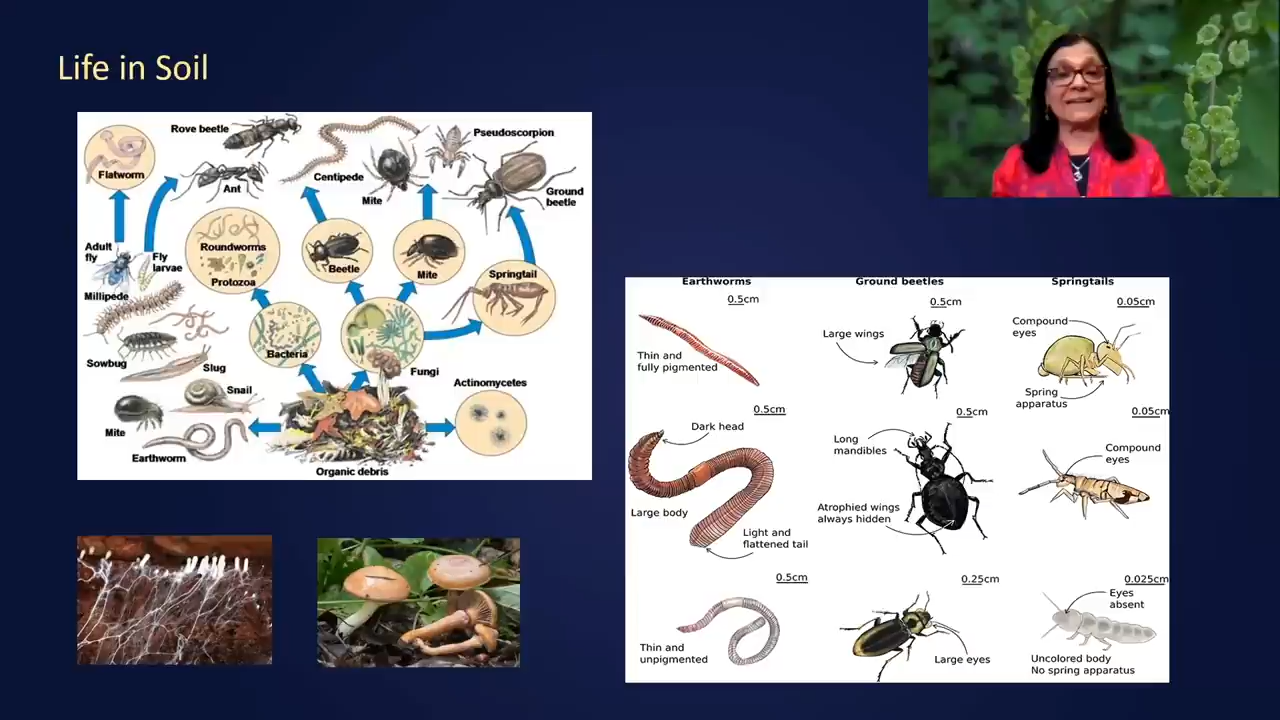 Life in Soil
Rove beetle
Pseudoscorpion
Flatworm
Centipede
Ant
Mite
Ground
beetle
Adult
fly
Fly
larvae
Roundworms
Protozoa
Beetle
Mite
Springtail
Millipede
Bacteria
Sowbug
Slug
Fungi
Snail
Actinomycetes
Mite
Earthworm
Organic debris
Earthworms
Ground beetles
Springtails
0.5cm
0.5cm
0.05cm
Thin and
fully pigmented
Large wings
Compound
eyes
Spring
apparatus
0.5cm
0.5cm
0.05cm
Dark head
Large body
Light and
flattened tail
Long
mandibles
Atrophied wings
always hidden
Compound
eyes
0.5cm
0.25cm
0.025cm
Thin and
unpigmented
Large eyes
Eyes
absent
Uncolored body
No spring apparatus